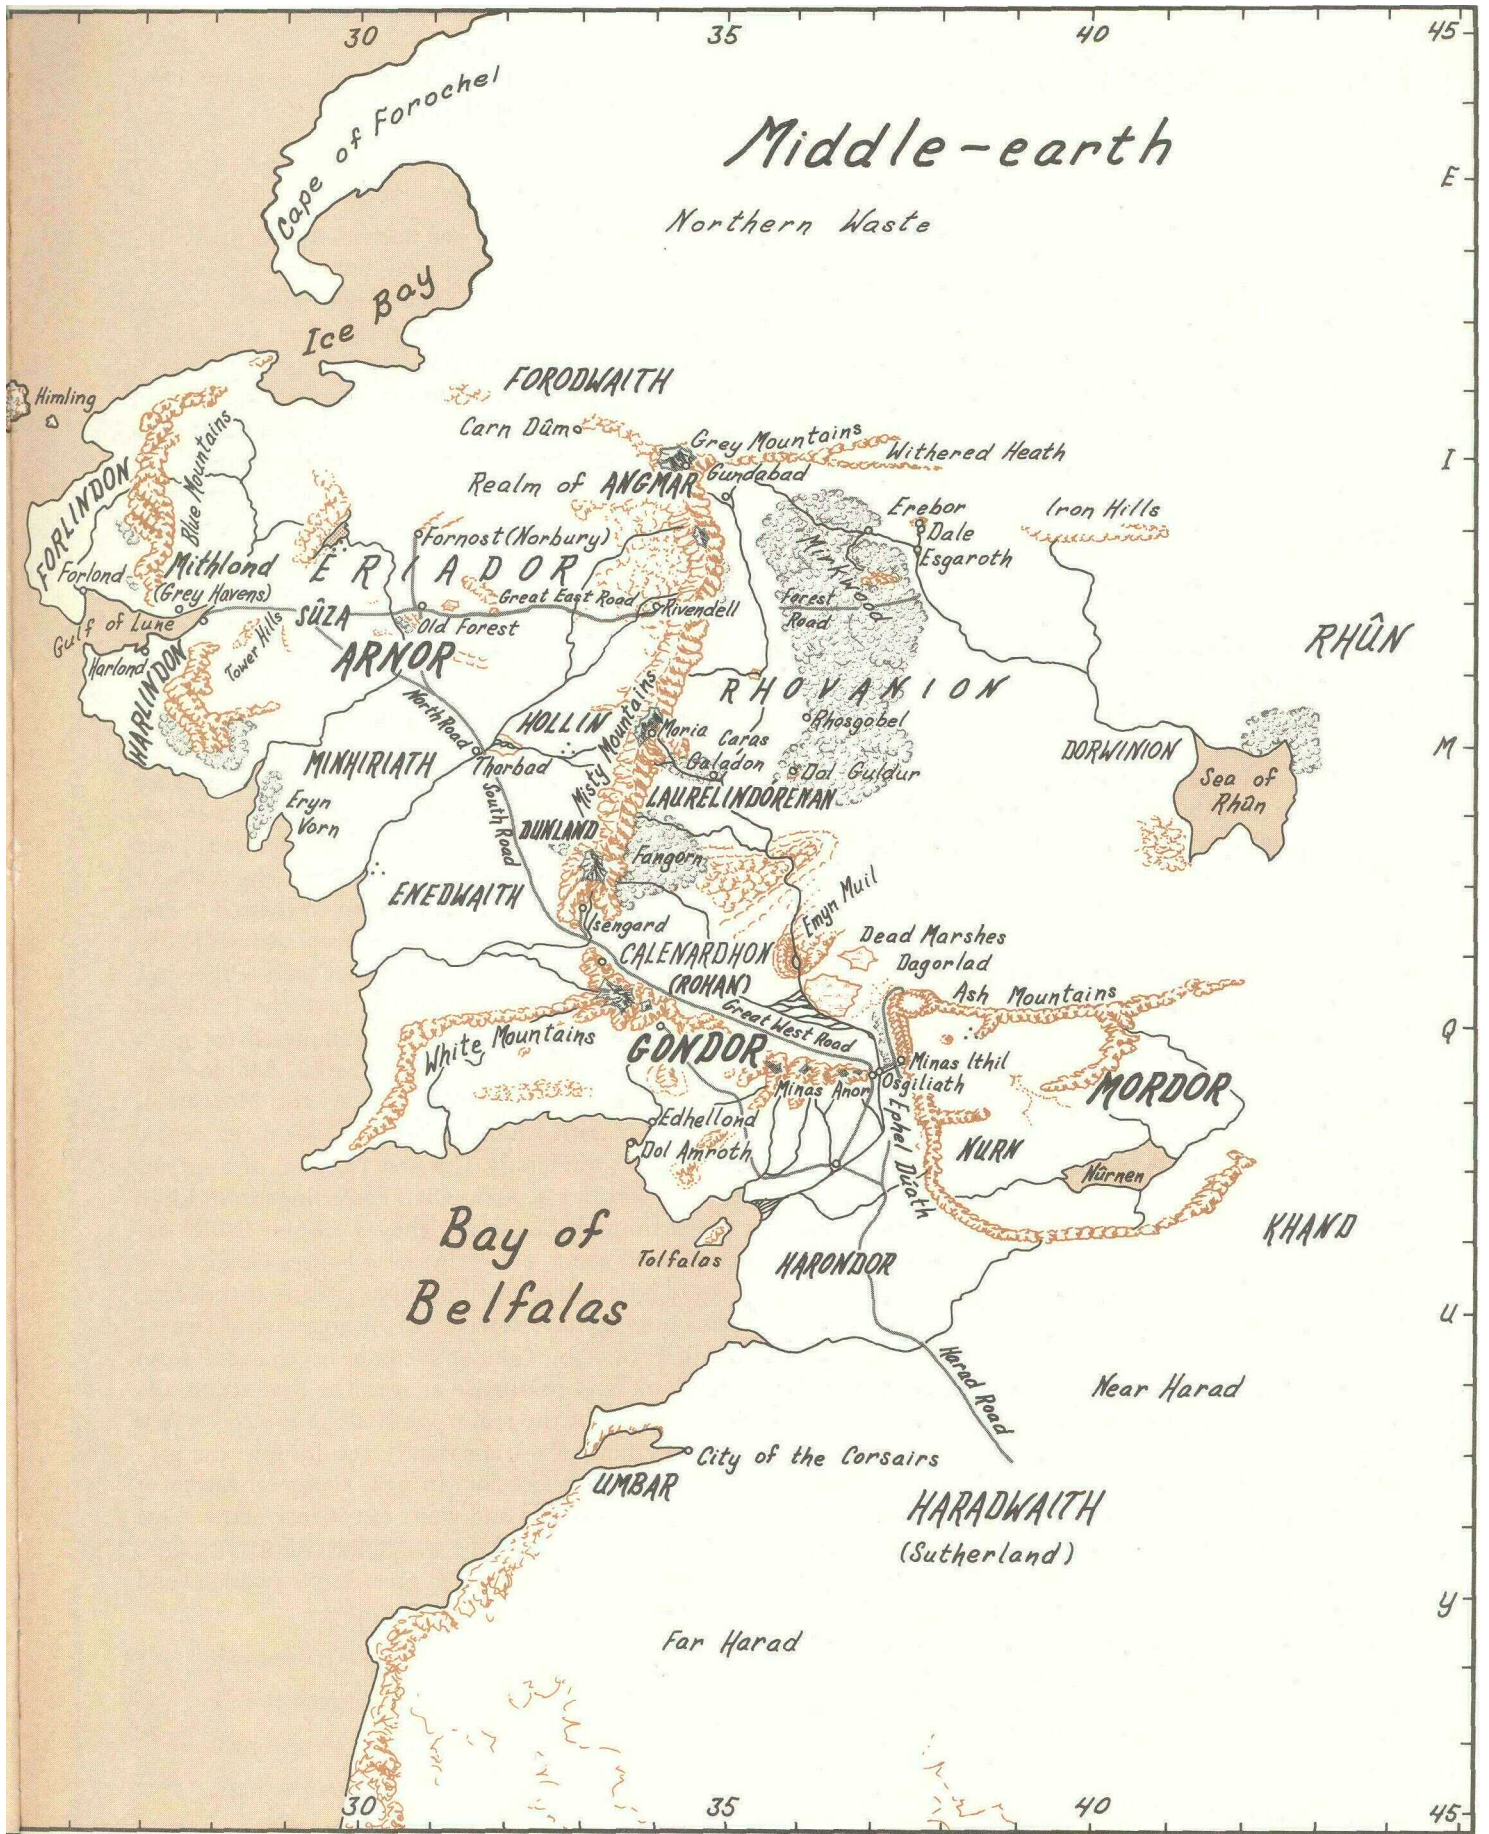 30
35
40
45
Cape of Forochel
Middle-earth
E
Northern Waste
Ice Bay
Himling
FORODWAITH
Carn Dûm
Grey Mountains
Withered Heath
I
Blue Mountains
Realm of ANGMAR
Gundabad
FORLINDON
Erebor
Iron Hills
Fornost (Norbury)
Dale
Mirkwood
Esgaroth
Forlond
Mithlond
(Grey Havens)
ERIADOR
Great East Road
Rivendell
Forest
Road
Gulf of Lune
SÛZA
Old Forest
RHÛN
Harlond
HARLINDON
Tower Hills
ARNOR
RHOVANION
North Road
HOLLIN
Misty Mountains
Moria
Rhosgobel
Caras
Galadon
MINHIRIATH
Tharbad
Dol Guldur
DORWINION
M
Sea of
Rhûn
Eryn
Vorn
South Road
LAURELINDORENAN
DUNLAND
Fangorn
ENEDWAITH
Emyn Muil
Isengard
Dead Marshes
Dagorlad
CALENARDHON
(ROHAN)
Ash Mountains
White Mountains
Great West Road
Q
GONDOR
Minas Ithil
Osgiliath
Minas Anor
MORDOR
Edhellond
Dol Amroth
Ephel Dúath
NURN
Nûrnen
Bay of
Belfalas
Tolfalas
HARONDOR
KHAND
U
Harad Road
Near Harad
City of the Corsairs
UMBAR
HARADWAITH
(Sutherland)
Y
Far Harad
30
35
40
45